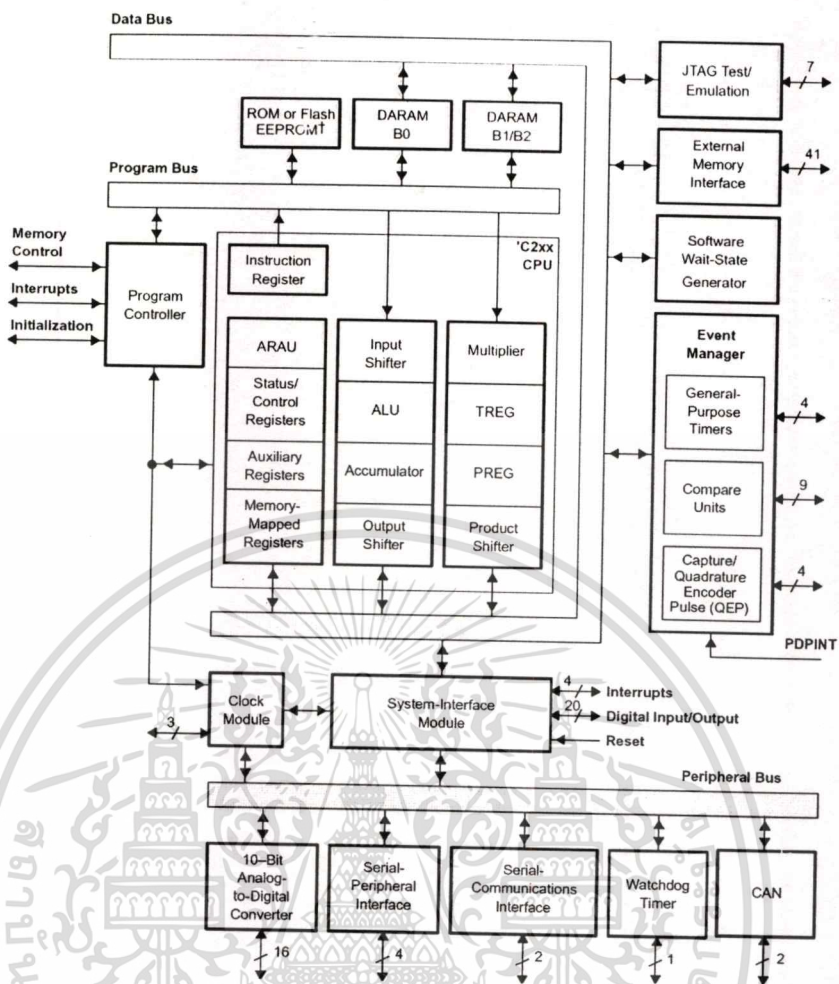 Data Bus
ROM or Flash
EEPROM†
DARAM
B0
DARAM
B1/B2
Program Bus
Memory
Control
Interrupts
Initialization
Program
Controller
Instruction
Register
'C2xx
CPU
ARAU
Status/
Control
Registers
Auxiliary
Registers
Memory-
Mapped
Registers
Input
Shifter
ALU
Accumulator
Output
Shifter
Multiplier
TREG
PREG
Product
Shifter
JTAG Test/
Emulation
7
External
Memory
Interface
41
Software
Wait-State
Generator
Event
Manager
General-
Purpose
Timers
4
Compare
Units
9
Capture/
Quadrature
Encoder
Pulse (QEP)
4
PDPINT
Clock
Module
3
System-Interface
Module
4
Interrupts
20
Digital Input/Output
Reset
Peripheral Bus
10–Bit
Analog-
to-Digital
Converter
16
Serial-
Peripheral
Interface
4
Serial-
Communications
Interface
2
Watchdog
Timer
1
CAN
2